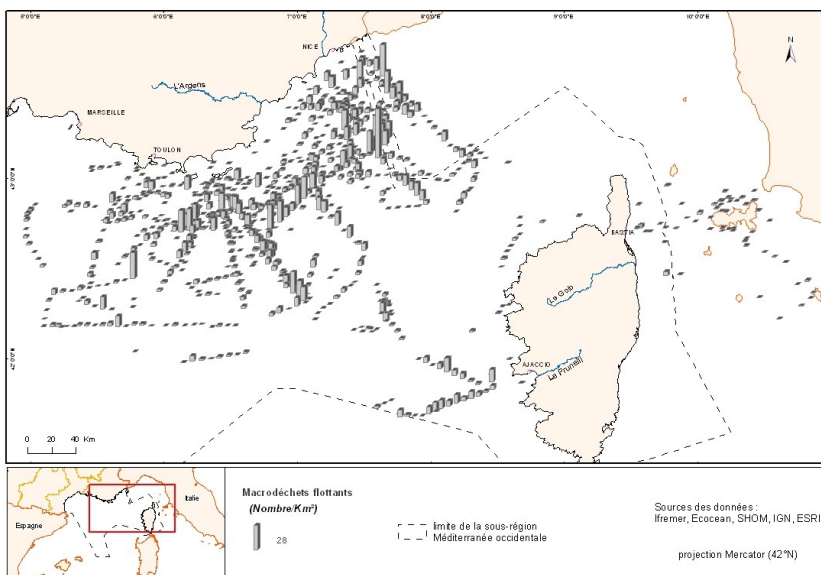 5°0'0"E 6°0'0"E 7°0'0"E 8°0'0"E 9°0'0"E 10°0'0"E
NICE
N
L'Argens
MARSEILLE
TOULON
BASTIA
Le Golo
AJACCIO
Le Prunelli
0 20 40 Km
Espagne
Italie
Macrodéchets flottants
(Nombre/Km²)
28
limite de la sous-région
Méditerranée occidentale
Sources des données :
Ifremer, Ecocean, SHOM, IGN, ESRI
projection Mercator (42°N)